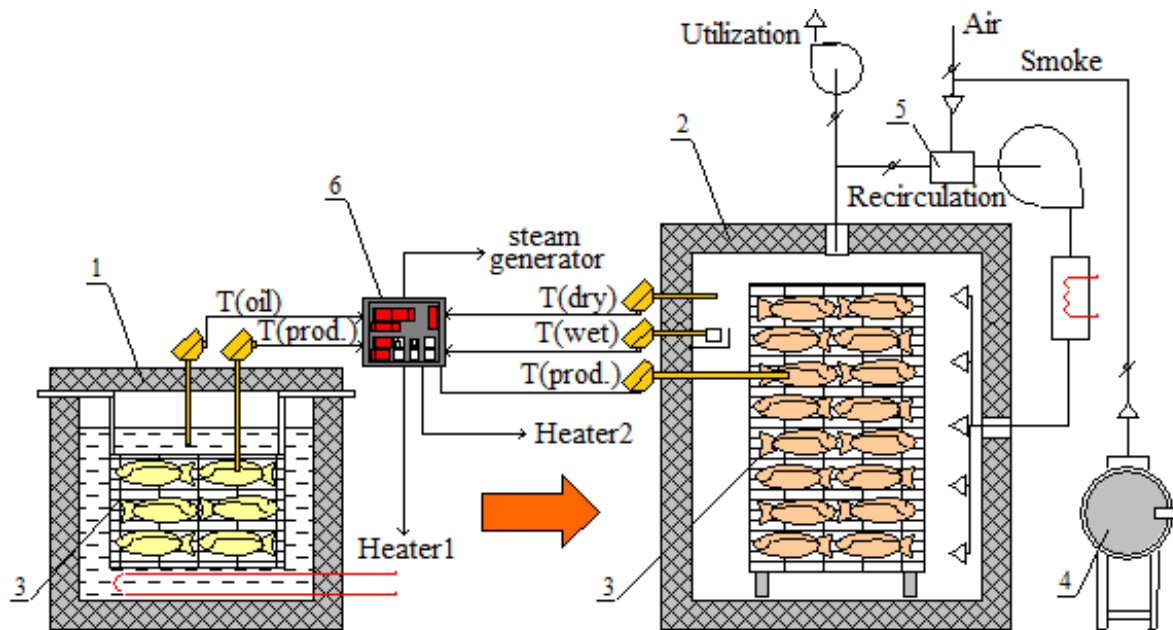 Utilization
Air
Smoke
5
2
Recirculation
6
steam
generator
1
T(oil)
T(dry)
T(prod.)
T(wet)
T(prod.)
Heater2
Heater1
3
3
4